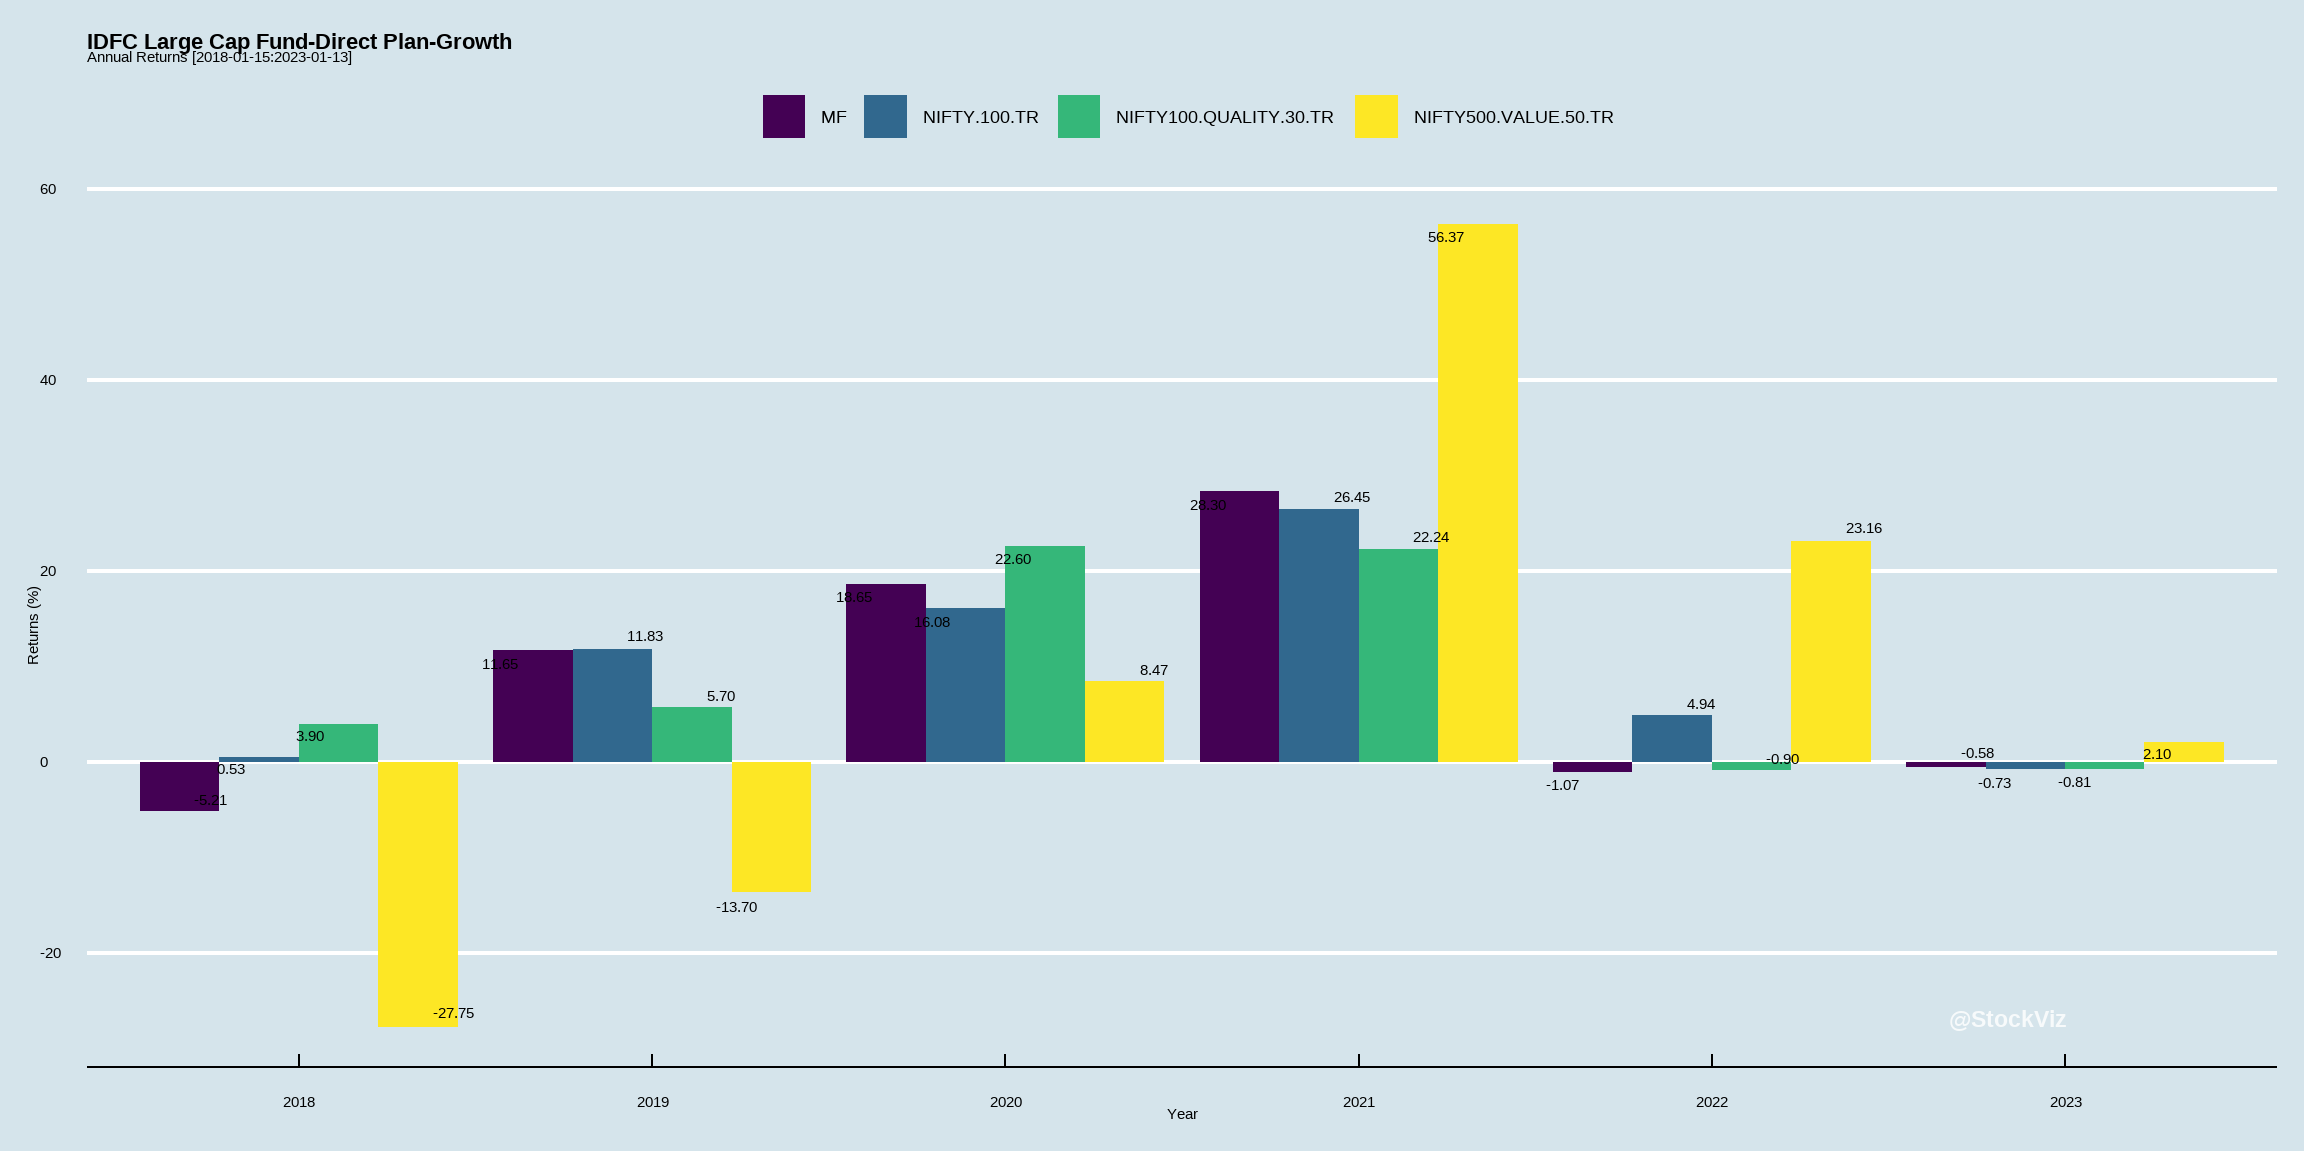 IDFC Large Cap Fund-Direct Plan-Growth
Annual Returns [2018-01-15:2023-01-13]
MF NIFTY.100.TR NIFTY100.QUALITY.30.TR NIFTY500.VALUE.50.TR
60
56.37
40
28.30 26.45 22.24
23.16
22.60
20
18.65 16.08
11.65 11.83 5.70
8.47
4.94
3.90
0
-0.90 -0.58 2.10
0.53
-1.07 -0.73 -0.81
-5.21
-13.70
-20
-27.75
Returns (%)
@StockViz
2018 2019 2020 2021 2022 2023
Year